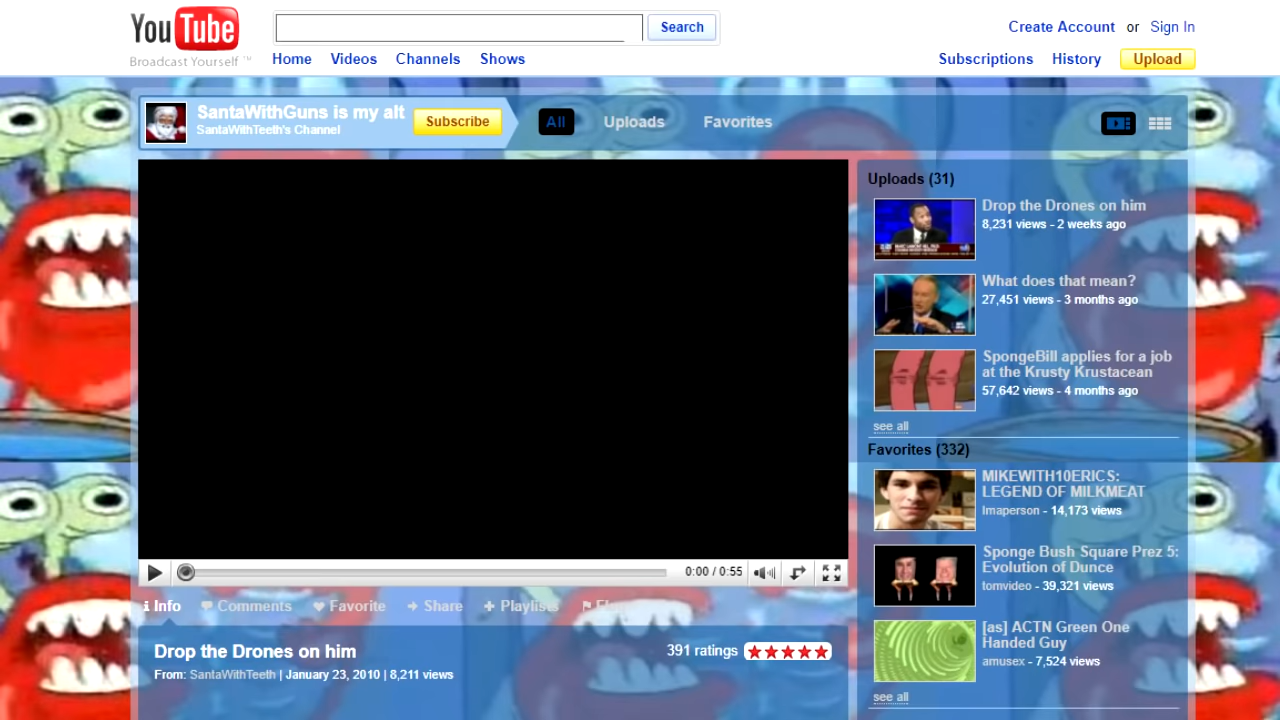 You Tube
Broadcast Yourself ™
Search
Create Account or Sign In
Home Videos Channels Shows
Subscriptions History Upload
SantaWithGuns is my alt
SantaWithTeeth's Channel
Subscribe
All Uploads Favorites
Uploads (31)
Drop the Drones on him
8,231 views - 2 weeks ago
What does that mean?
27,451 views - 3 months ago
SpongeBill applies for a job
at the Krusty Krustacean
57,642 views - 4 months ago
see all
Favorites (332)
MIKEWITH10ERICS:
LEGEND OF MILKMEAT
Imaperson - 14,173 views
Sponge Bush Square Prez 5:
Evolution of Dunce
tomvideo - 39,321 views
[as] ACTN Green One
Handed Guy
amusex - 7,524 views
see all
0:00 / 0:55
Info Comments Favorite Share Playlists
Drop the Drones on him
391 ratings
From: SantaWithTeeth | January 23, 2010 | 8,211 views